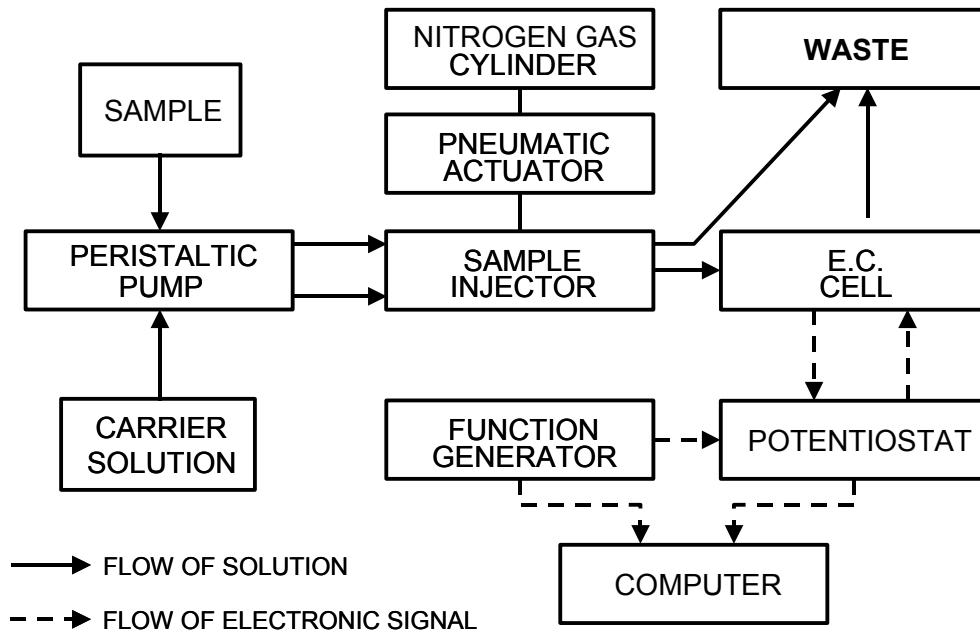 NITROGEN GAS
CYLINDER
WASTE
SAMPLE
PNEUMATIC
ACTUATOR
PERISTALTIC
PUMP
SAMPLE
INJECTOR
E.C.
CELL
CARRIER
SOLUTION
FUNCTION
GENERATOR
POTENTIOSTAT
COMPUTER
FLOW OF SOLUTION
FLOW OF ELECTRONIC SIGNAL